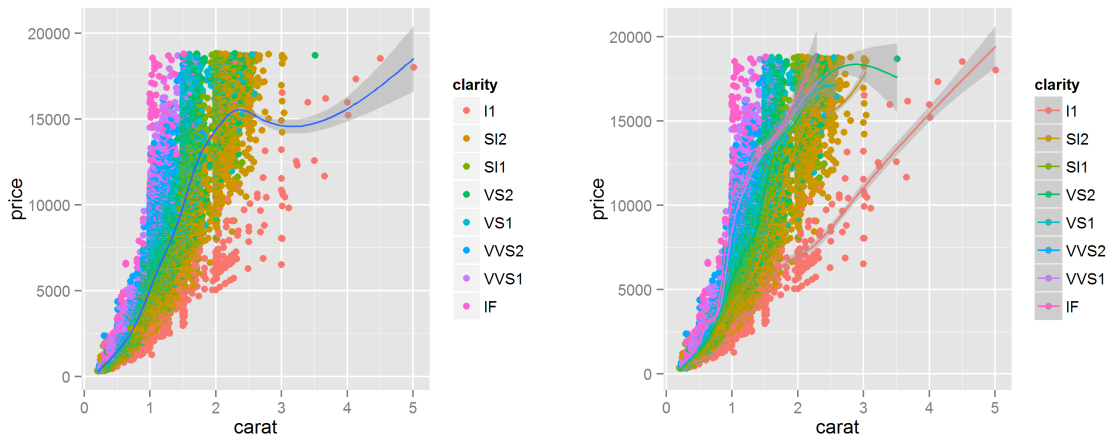 20000
15000
10000
5000
0
price
0 1 2 3 4 5
carat
clarity
I1
SI2
SI1
VS2
VS1
VVS2
VVS1
IF
20000
15000
10000
5000
0
price
0 1 2 3 4 5
carat
clarity
I1
SI2
SI1
VS2
VS1
VVS2
VVS1
IF